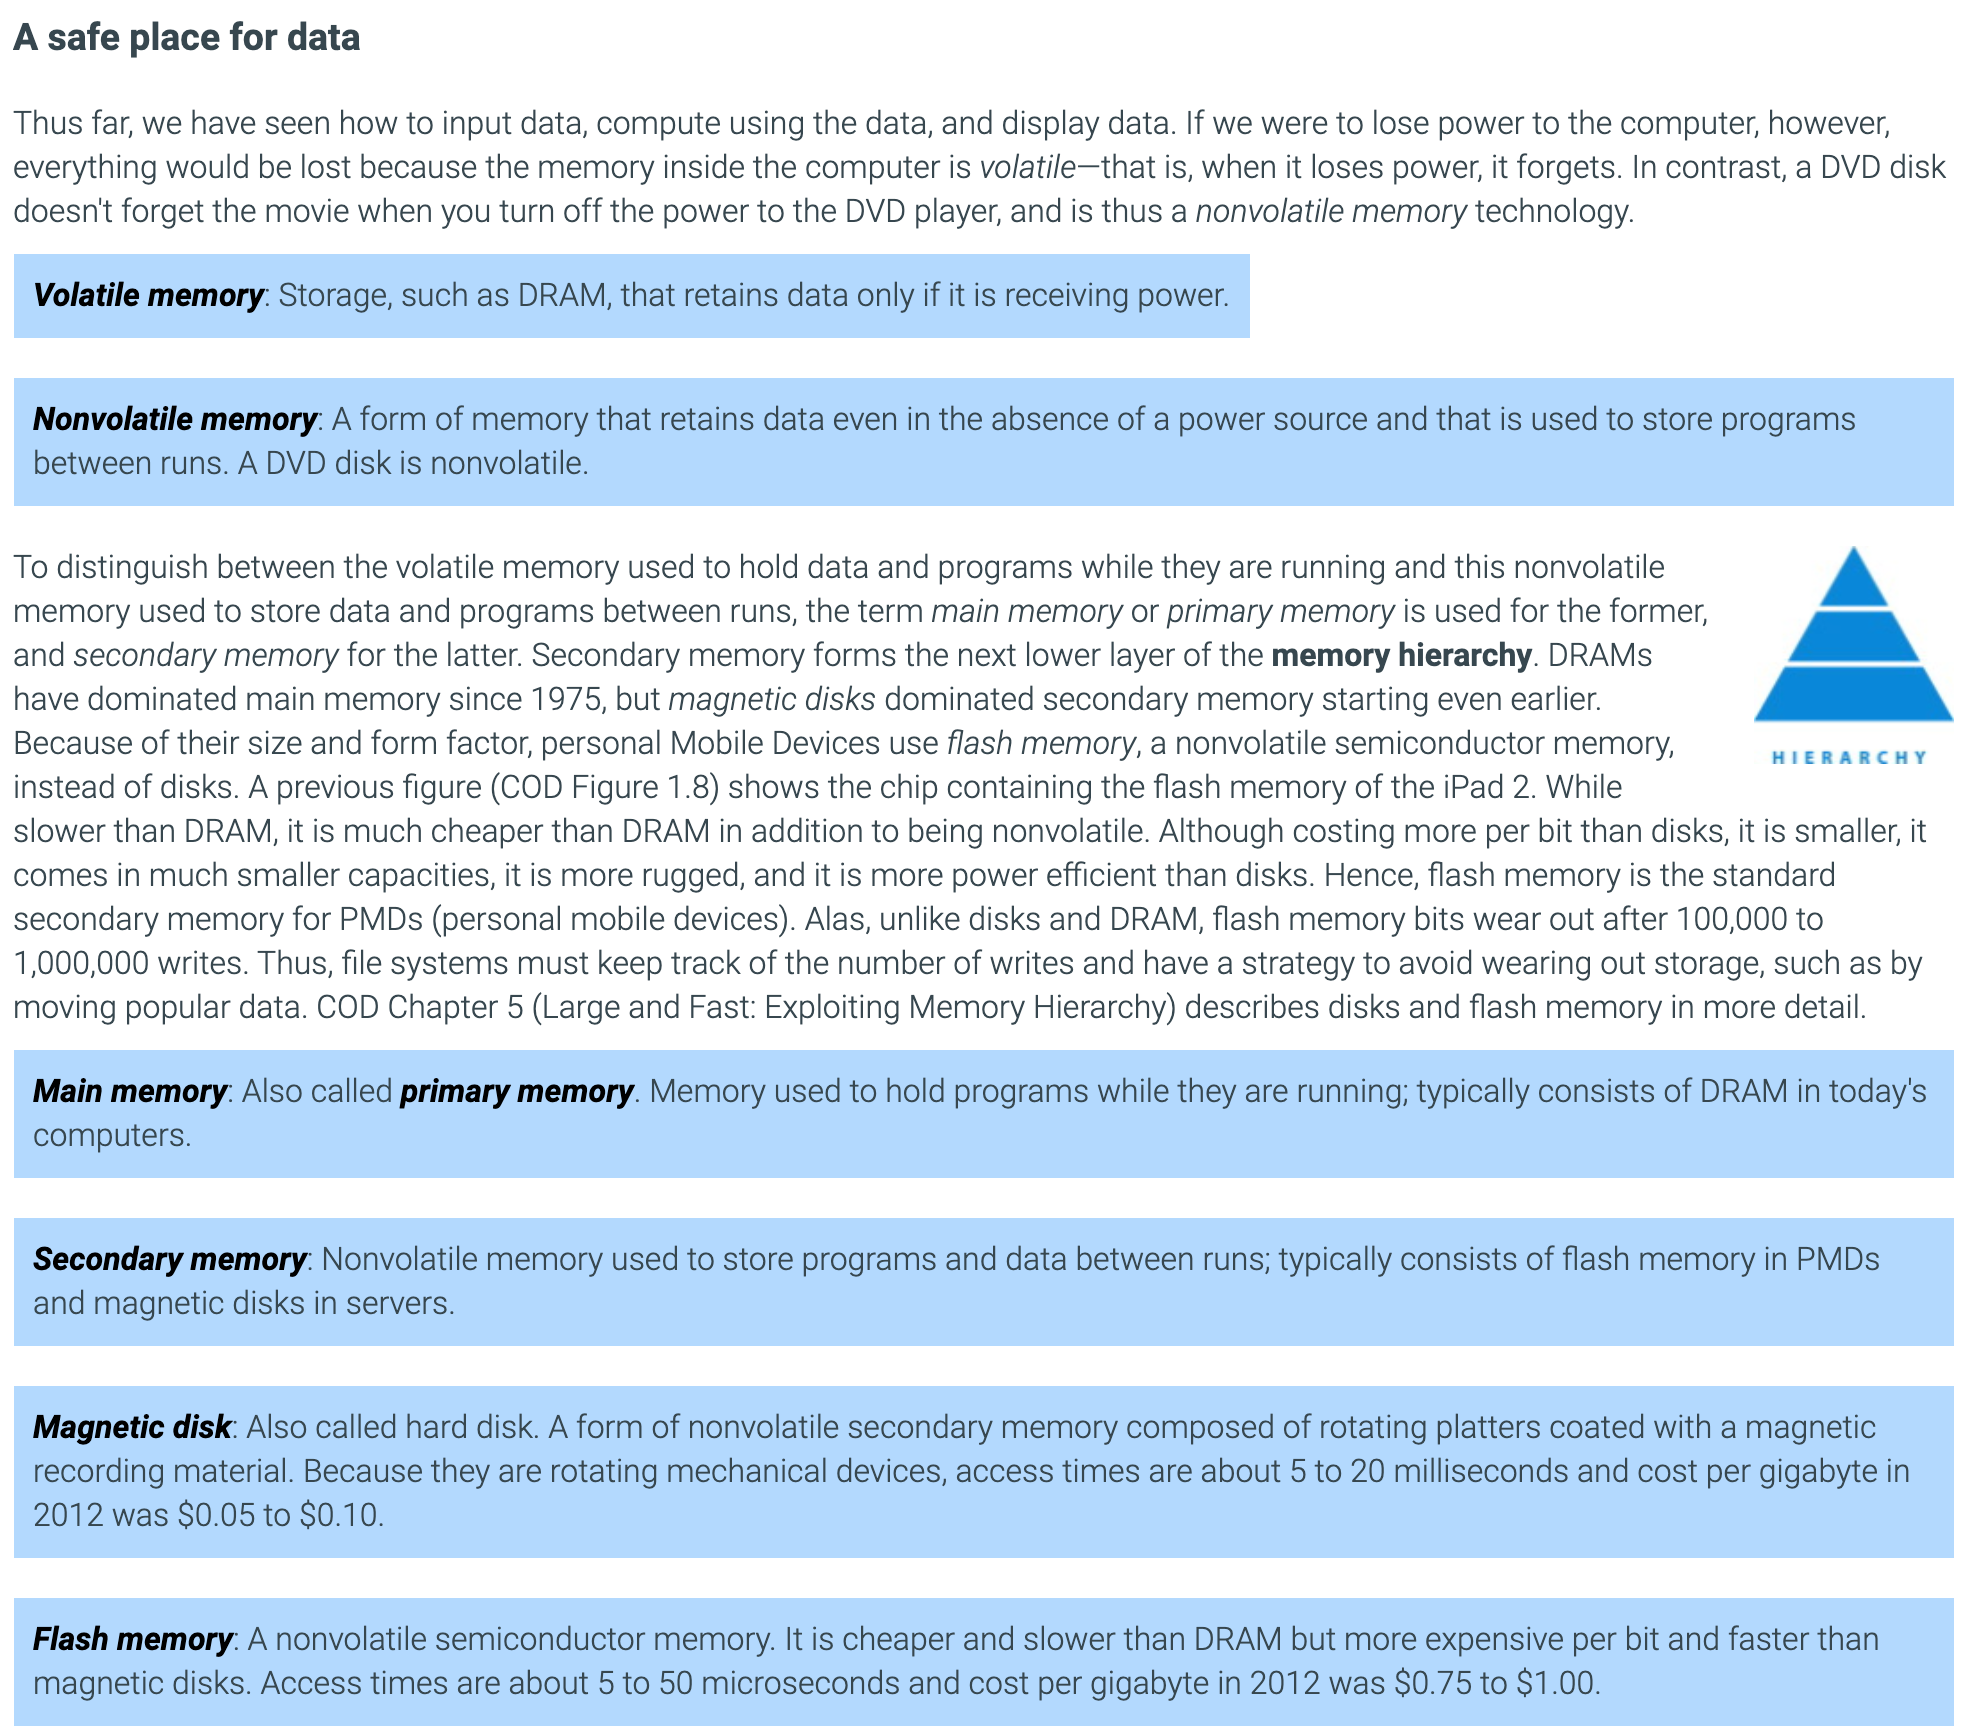 A safe place for data
Thus far, we have seen how to input data, compute using the data, and display data. If we were to lose power to the computer, however,
everything would be lost because the memory inside the computer is volatile—that is, when it loses power, it forgets. In contrast, a DVD disk
doesn't forget the movie when you turn off the power to the DVD player, and is thus a nonvolatile memory technology.
Volatile memory: Storage, such as DRAM, that retains data only if it is receiving power.
Nonvolatile memory: A form of memory that retains data even in the absence of a power source and that is used to store programs
between runs. A DVD disk is nonvolatile.
To distinguish between the volatile memory used to hold data and programs while they are running and this nonvolatile
memory used to store data and programs between runs, the term main memory or primary memory is used for the former,
and secondary memory for the latter. Secondary memory forms the next lower layer of the memory hierarchy. DRAMs
have dominated main memory since 1975, but magnetic disks dominated secondary memory starting even earlier.
Because of their size and form factor, personal Mobile Devices use flash memory, a nonvolatile semiconductor memory,
instead of disks. A previous figure (COD Figure 1.8) shows the chip containing the flash memory of the iPad 2. While
slower than DRAM, it is much cheaper than DRAM in addition to being nonvolatile. Although costing more per bit than disks, it is smaller, it
comes in much smaller capacities, it is more rugged, and it is more power efficient than disks. Hence, flash memory is the standard
secondary memory for PMDs (personal mobile devices). Alas, unlike disks and DRAM, flash memory bits wear out after 100,000 to
1,000,000 writes. Thus, file systems must keep track of the number of writes and have a strategy to avoid wearing out storage, such as by
moving popular data. COD Chapter 5 (Large and Fast: Exploiting Memory Hierarchy) describes disks and flash memory in more detail.
HIERARCHY
Main memory: Also called primary memory. Memory used to hold programs while they are running; typically consists of DRAM in today's
computers.
Secondary memory: Nonvolatile memory used to store programs and data between runs; typically consists of flash memory in PMDs
and magnetic disks in servers.
Magnetic disk: Also called hard disk. A form of nonvolatile secondary memory composed of rotating platters coated with a magnetic
recording material. Because they are rotating mechanical devices, access times are about 5 to 20 milliseconds and cost per gigabyte in
2012 was $0.05 to $0.10.
Flash memory: A nonvolatile semiconductor memory. It is cheaper and slower than DRAM but more expensive per bit and faster than
magnetic disks. Access times are about 5 to 50 microseconds and cost per gigabyte in 2012 was $0.75 to $1.00.